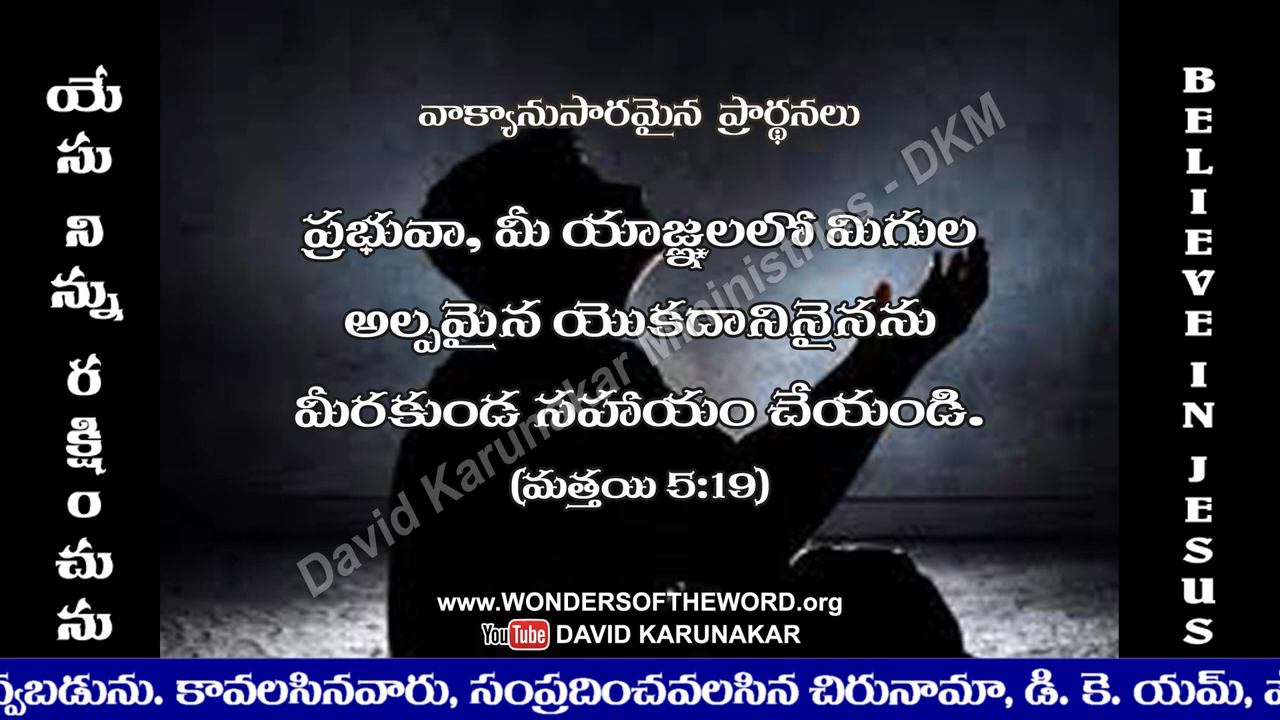 యేసు నిన్ను రక్షించును
వాక్యానుసారమైన ప్రార్థనలు
ప్రభువా, మీ యాజ్ఞలలో మిగుల
అల్పమైన యొకదానినైనను
మీరకుండ సహాయం చేయండి.
(మత్తయి 5:19)
David Karunakar Ministries - DKM
www.WONDERSOFTHEWORD.org
YouTube DAVID KARUNAKAR
BELIEVE IN JESUS
వ్వబడును. కావలసినవారు, సంప్రదించవలసిన చిరునామా, డి. కె. యమ్,